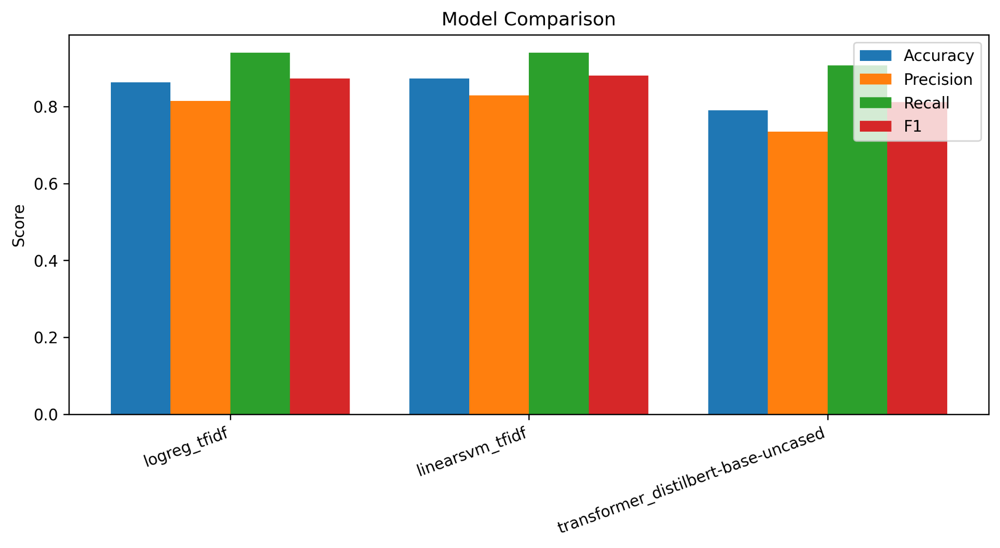 Model Comparison
Accuracy
Precision
Recall
F1
Score
0.8
0.6
0.4
0.2
0.0
logreg_tfidf
linearsvm_tfidf
transformer_distilbert-base-uncased